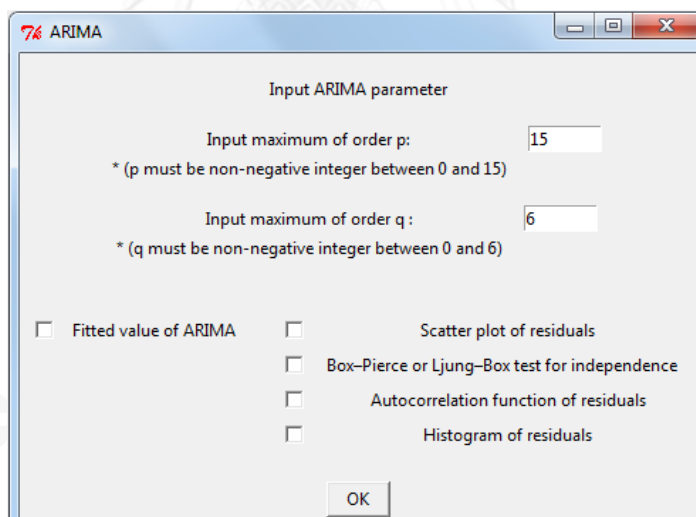 ARIMA
Input ARIMA parameter
Input maximum of order p: 15
* (p must be non-negative integer between 0 and 15)
Input maximum of order q : 6
* (q must be non-negative integer between 0 and 6)
Fitted value of ARIMA Scatter plot of residuals
Box–Pierce or Ljung–Box test for independence
Autocorrelation function of residuals
Histogram of residuals
OK